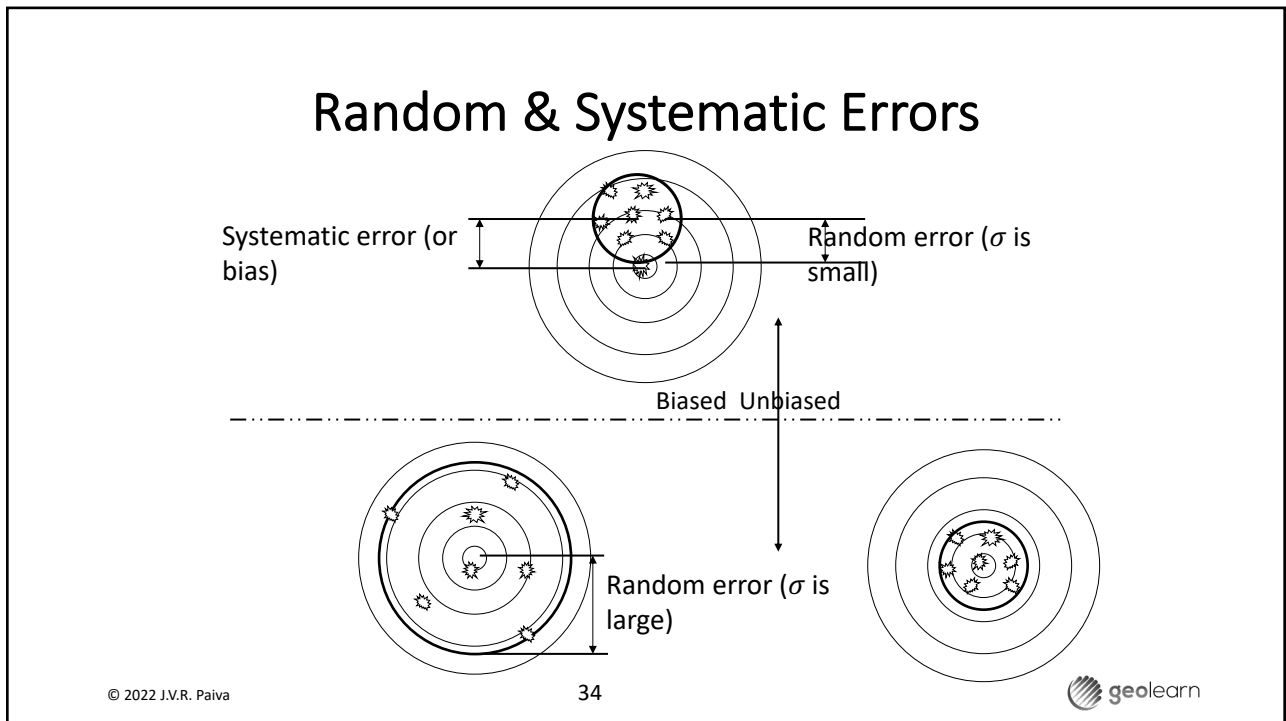 Random & Systematic Errors
Systematic error (or
bias)
Random error (𝜎 is
small)
Biased Unbiased
Random error (𝜎 is
large)
© 2022 J.V.R. Paiva
34
geolearn